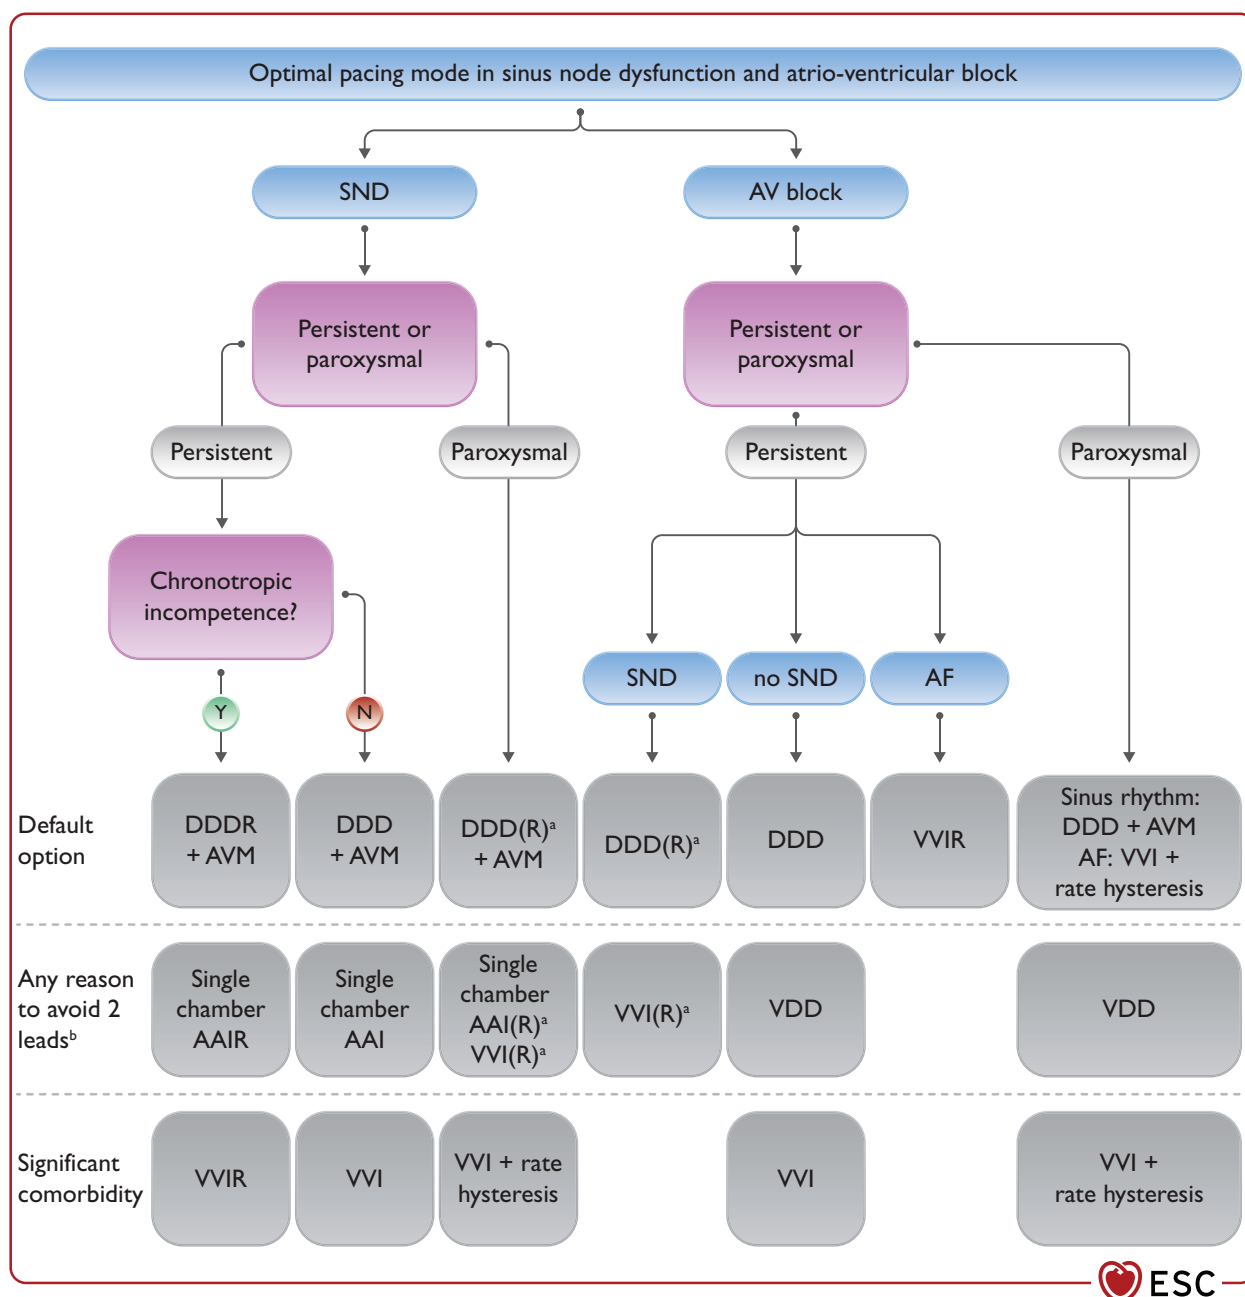 Optimal pacing mode in sinus node dysfunction and atrio-ventricular block
SND
AV block
Persistent or
paroxysmal
Persistent or
paroxysmal
Persistent
Paroxysmal
Persistent
Paroxysmal
Chronotropic
incompetence?
SND
no SND
AF
Y
N
Default
option
DDDR
+ AVM
DDD
+ AVM
DDD(R)ᵃ
+ AVM
DDD(R)ᵃ
DDD
VVIR
Sinus rhythm:
DDD + AVM
AF: VVI +
rate hysteresis
Any reason
to avoid 2
leadsᵇ
Single
chamber
AAIR
Single
chamber
AAI
Single
chamber
AAI(R)ᵃ
VVI(R)ᵃ
VVI(R)ᵃ
VDD
VDD
Significant
comorbidity
VVIR
VVI
VVI + rate
hysteresis
VVI
VVI +
rate hysteresis
ESC